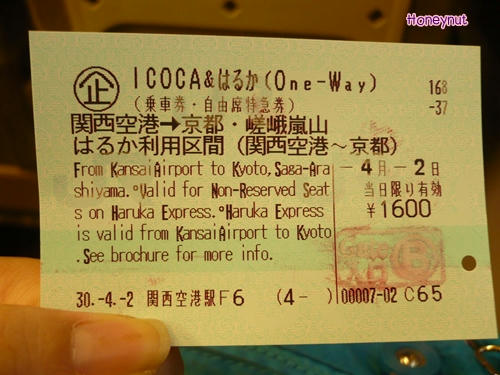 Honeynut
企 ICOCA&はるか(One-Way) 168
(乗車券・自由席特急券) -37
関西空港→京都・嵯峨嵐山
はるか利用区間(関西空港～京都)
From KansaiAirport to Kyoto,Saga-Ara
shiyama.°Valid for Non-Reserved Seat
s on Haruka Express.°Haruka Express
is valid from KansaiAirport to Kyoto
.See brochure for more info.
-4月-2日
当日限り有効
¥1600
30.-4.-2 関西空港駅F6 (4- ) 00007-02 C65